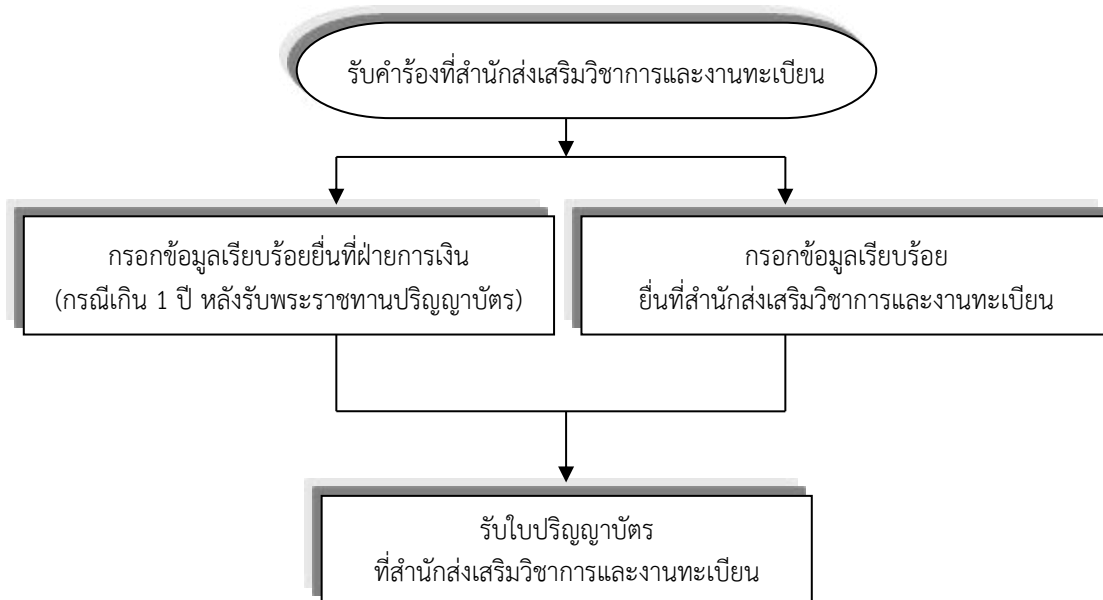 รับคำร้องที่สำนักส่งเสริมวิชาการและงานทะเบียน
กรอกข้อมูลเรียบร้อยยื่นที่ฝ่ายการเงิน
(กรณีเกิน 1 ปี หลังรับพระราชทานปริญญาบัตร)
กรอกข้อมูลเรียบร้อย
ยื่นที่สำนักส่งเสริมวิชาการและงานทะเบียน
รับใบปริญญาบัตร
ที่สำนักส่งเสริมวิชาการและงานทะเบียน